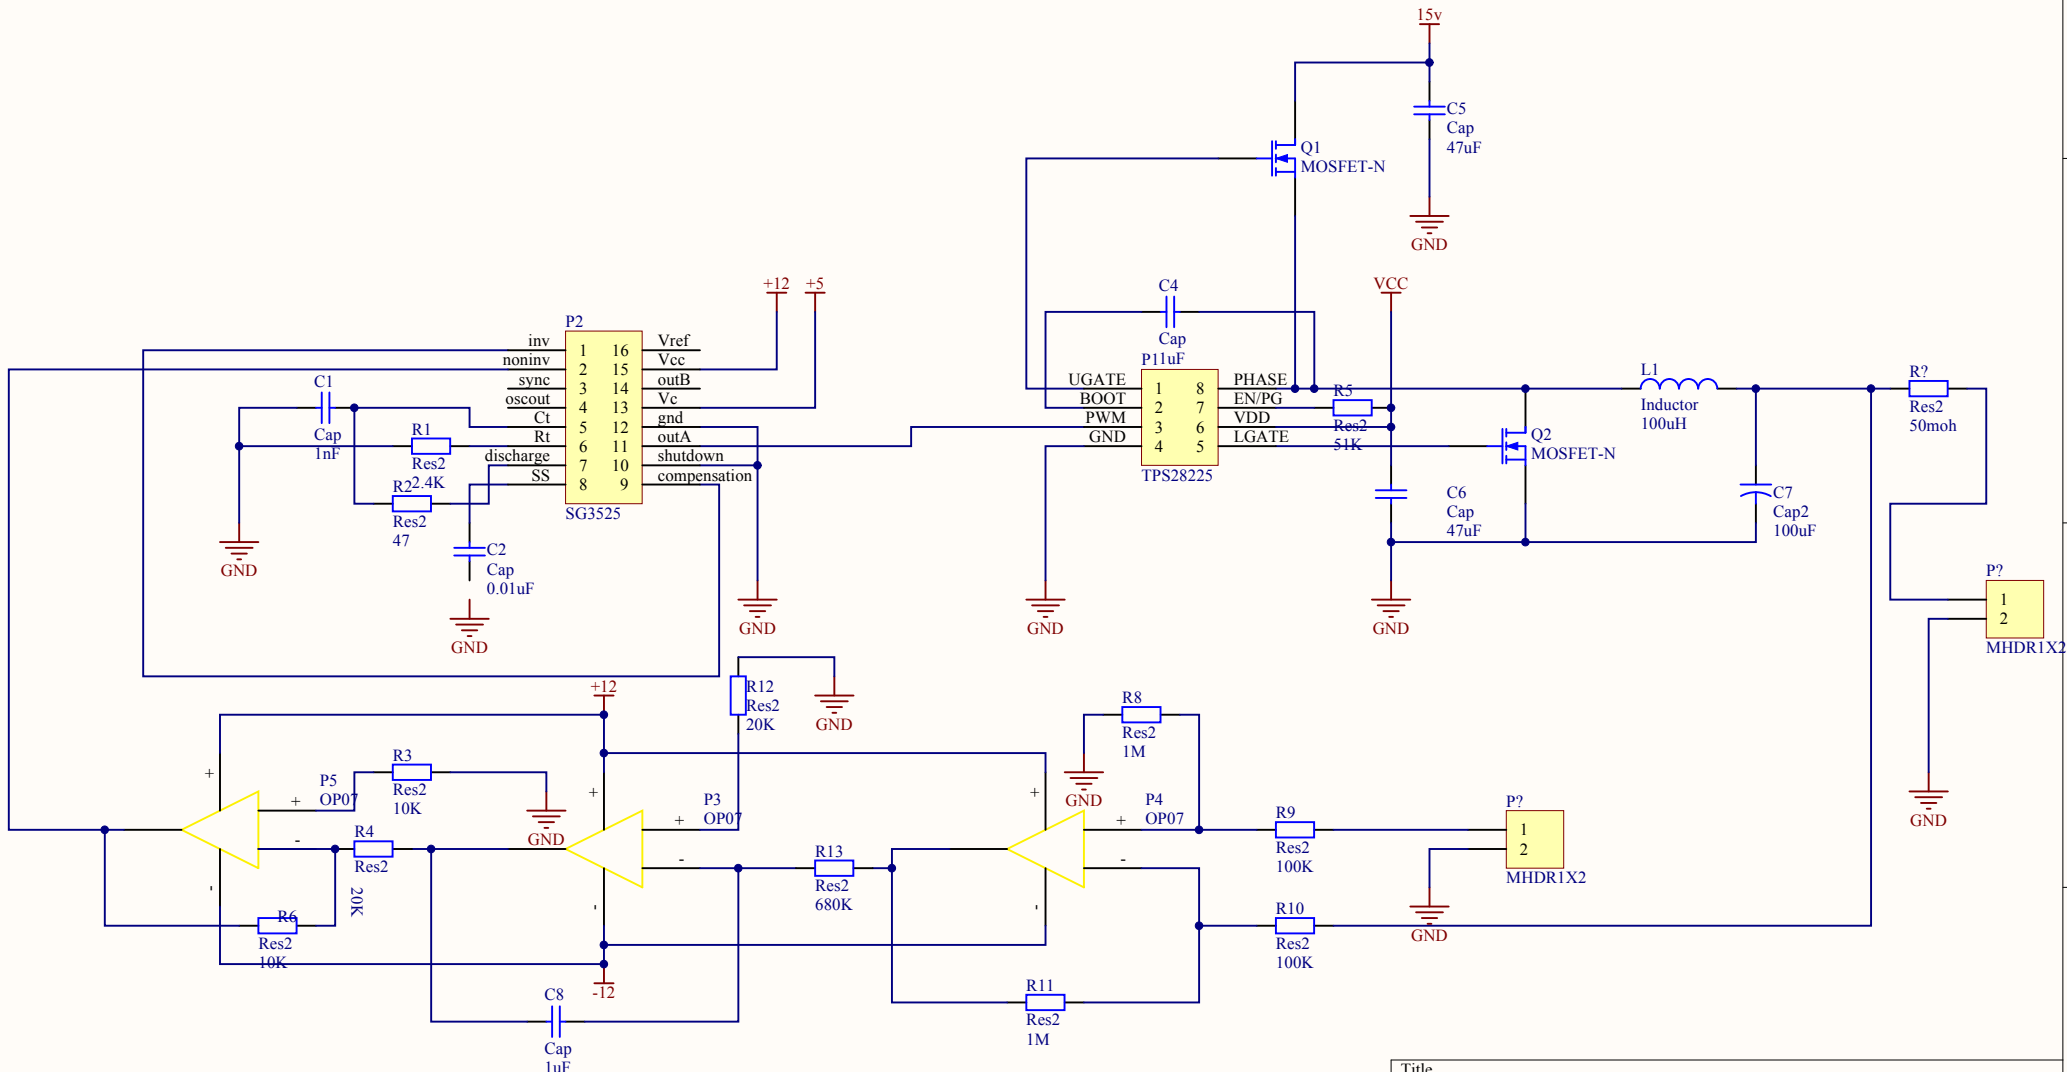 15v
C5
Cap
47uF
GND
Q1
MOSFET-N
+12 +5
P2
inv 1 16 Vref
noninv 2 15 Vcc
sync 3 14 outB
oscout 4 13 Vc
Ct 5 12 gnd
Rt 6 11 outA
discharge 7 10 shutdown
SS 8 9 compensation
SG3525
C1
Cap
1nF
R1
Res2
2.4K
R2
Res2
47
GND
C2
Cap
0.01uF
GND
GND
C4
Cap
1uF
P1
UGATE 1 8 PHASE
BOOT 2 7 EN/PG
PWM 3 6 VDD
GND 4 5 LGATE
TPS28225
VCC
R5
Res2
51K
GND
C6
Cap
47uF
GND
Q2
MOSFET-N
L1
Inductor
100uH
C7
Cap2
100uF
R?
Res2
50moh
P?
1
2
MHDR1X2
GND
R12
Res2
20K
GND
+12
+
P5
OP07
+
-
-
R3
Res2
10K
GND
R4
Res2
20K
R6
Res2
10K
+
P3
OP07
+
-
-
-12
C8
Cap
1uF
R13
Res2
680K
R8
Res2
1M
GND
+
P4
OP07
+
-
-
R9
Res2
100K
P?
1
2
MHDR1X2
GND
R10
Res2
100K
R11
Res2
1M
Title